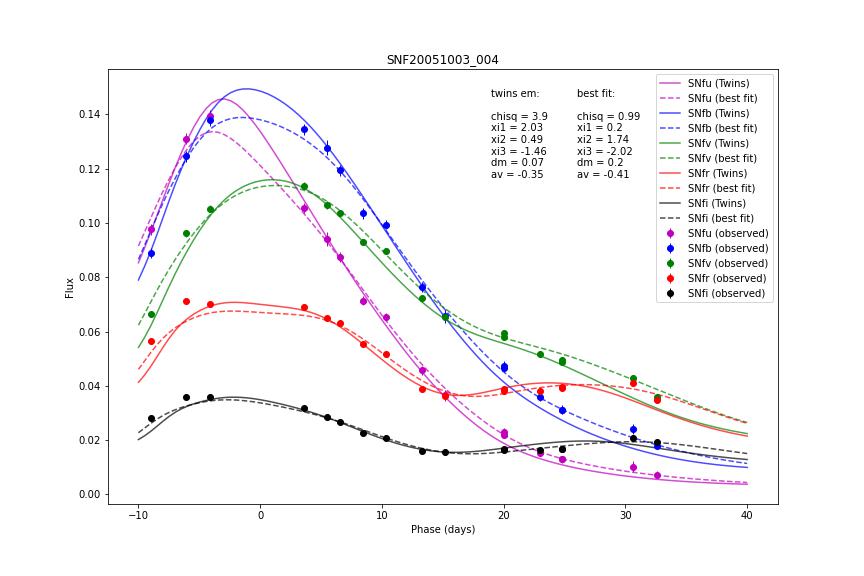 SNF20051003_004
twins em: best fit:
chisq = 3.9 chisq = 0.99
xi1 = 2.03 xi1 = 0.2
xi2 = 0.49 xi2 = 1.74
xi3 = -1.46 xi3 = -2.02
dm = 0.07 dm = 0.2
av = -0.35 av = -0.41
SNfu (Twins)
SNfu (best fit)
SNfb (Twins)
SNfb (best fit)
SNfv (Twins)
SNfv (best fit)
SNfr (Twins)
SNfr (best fit)
SNfi (Twins)
SNfi (best fit)
SNfu (observed)
SNfb (observed)
SNfv (observed)
SNfr (observed)
SNfi (observed)
Flux
0.14
0.12
0.10
0.08
0.06
0.04
0.02
0.00
−10 0 10 20 30 40
Phase (days)